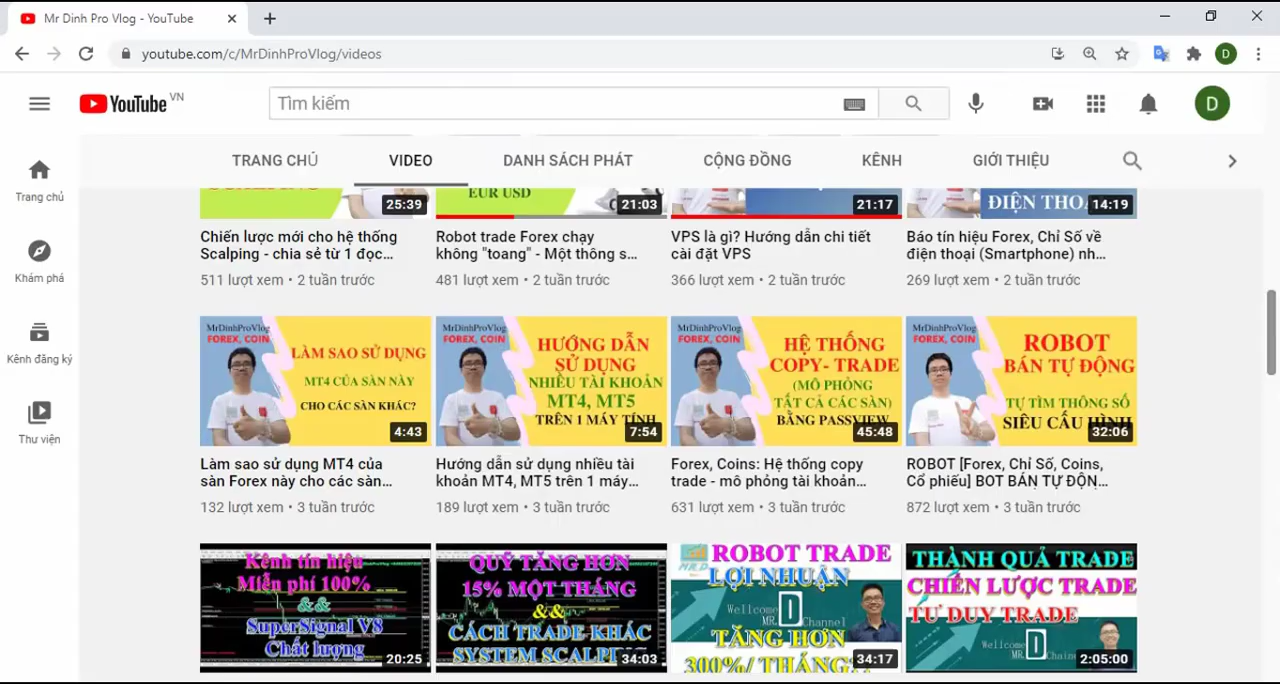 Mr Dinh Pro Vlog - YouTube
youtube.com/c/MrDinhProVlog/videos
D
YouTube VN
Tìm kiếm
D
TRANG CHỦ
VIDEO
DANH SÁCH PHÁT
CỘNG ĐỒNG
KÊNH
GIỚI THIỆU
Trang chủ
Khám phá
Kênh đăng ký
Thư viện
25:39
EUR USD
21:03
21:17
ĐIỆN THO
14:19
Chiến lược mới cho hệ thống
Scalping - chia sẻ từ 1 đọc...
511 lượt xem • 2 tuần trước
Robot trade Forex chạy
không "toang" - Một thông s...
481 lượt xem • 2 tuần trước
VPS là gì? Hướng dẫn chi tiết
cài đặt VPS
366 lượt xem • 2 tuần trước
Báo tín hiệu Forex, Chỉ Số về
điện thoại (Smartphone) nh...
269 lượt xem • 2 tuần trước
MrDinhProVlog
FOREX, COIN
LÀM SAO SỬ DỤNG
MT4 CỦA SÀN NÀY
CHO CÁC SÀN KHÁC?
4:43
MrDinhProVlog
FOREX, COIN
HƯỚNG DẪN
SỬ DỤNG
NHIỀU TÀI KHOẢN
MT4, MT5
TRÊN 1 MÁY TÍNH
7:54
MrDinhProVlog
FOREX, COIN
HỆ THỐNG
COPY- TRADE
(MÔ PHỎNG
TẤT CẢ CÁC SÀN)
BẰNG PASSVIEW
45:48
MrDinhProVlog
FOREX, COIN
ROBOT
BÁN TỰ ĐỘNG
TỰ TÌM THÔNG SỐ
SIÊU CẤU HÌNH
32:06
Làm sao sử dụng MT4 của
sàn Forex này cho các sàn...
132 lượt xem • 3 tuần trước
Hướng dẫn sử dụng nhiều tài
khoản MT4, MT5 trên 1 máy...
189 lượt xem • 3 tuần trước
Forex, Coins: Hệ thống copy
trade - mô phỏng tài khoản...
631 lượt xem • 3 tuần trước
ROBOT [Forex, Chỉ Số, Coins,
Cổ phiếu] BOT BÁN TỰ ĐỘN...
872 lượt xem • 3 tuần trước
Kênh tín hiệu
Miễn phí 100%
&&
SuperSignal V8
Chất lượng
20:25
QUỸ TĂNG HƠN
15% MỘT THÁNG
&&
CÁCH TRADE KHÁC
SYSTEM SCALPING
34:03
ROBOT TRADE
LỢI NHUẬN
Wellcome
MR. D Channel
TĂNG HƠN
300%/ THÁNG
34:17
THÀNH QUẢ TRADE
CHIẾN LƯỢC TRADE
TƯ DUY TRADE
Wellcome
MR. D
2:05:00